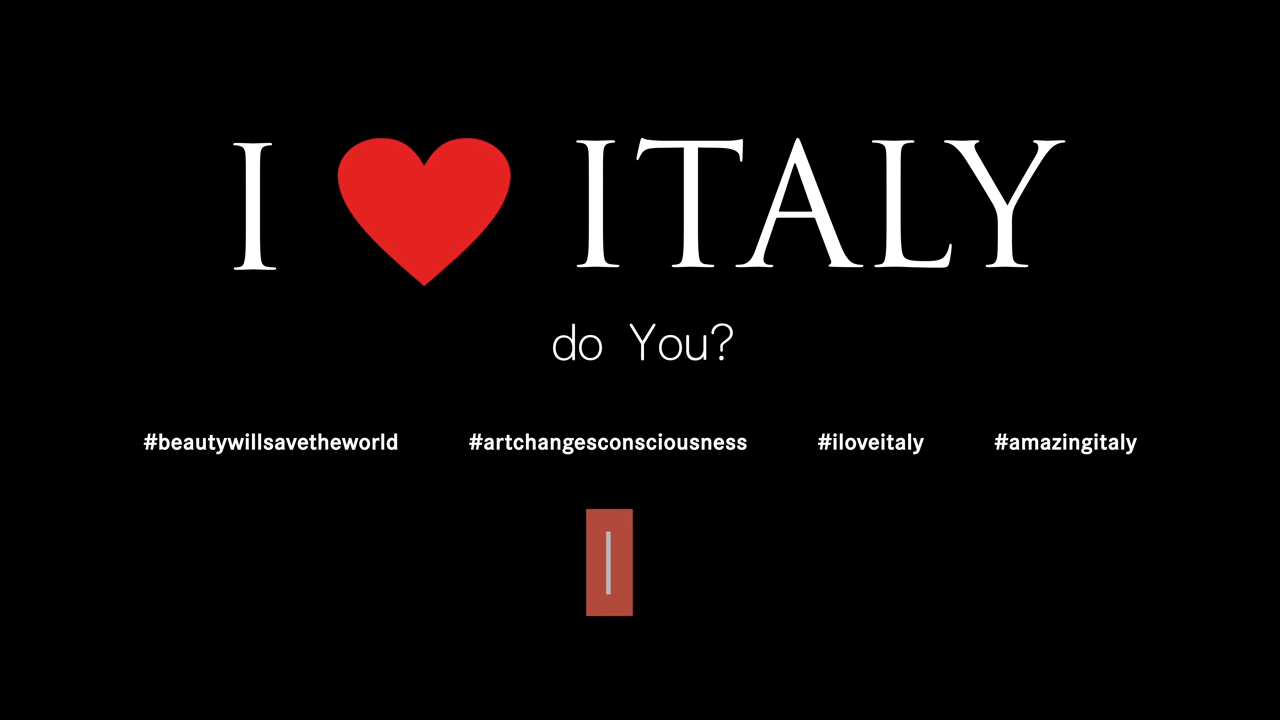 I ❤ ITALY
do You?
#beautywillsavetheworld #artchangesconsciousness #iloveitaly #amazingitaly